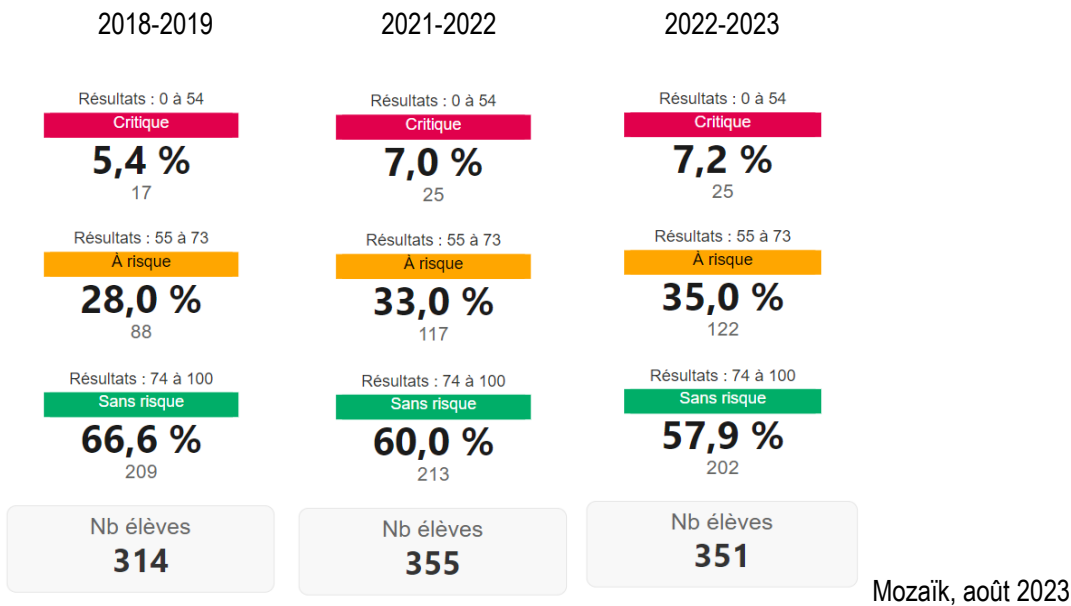 2018-2019
2021-2022
2022-2023
Résultats : 0 à 54
Critique
5,4 %
17
Résultats : 55 à 73
À risque
28,0 %
88
Résultats : 74 à 100
Sans risque
66,6 %
209
Nb élèves
314
Résultats : 0 à 54
Critique
7,0 %
25
Résultats : 55 à 73
À risque
33,0 %
117
Résultats : 74 à 100
Sans risque
60,0 %
213
Nb élèves
355
Résultats : 0 à 54
Critique
7,2 %
25
Résultats : 55 à 73
À risque
35,0 %
122
Résultats : 74 à 100
Sans risque
57,9 %
202
Nb élèves
351
Mozaïk, août 2023